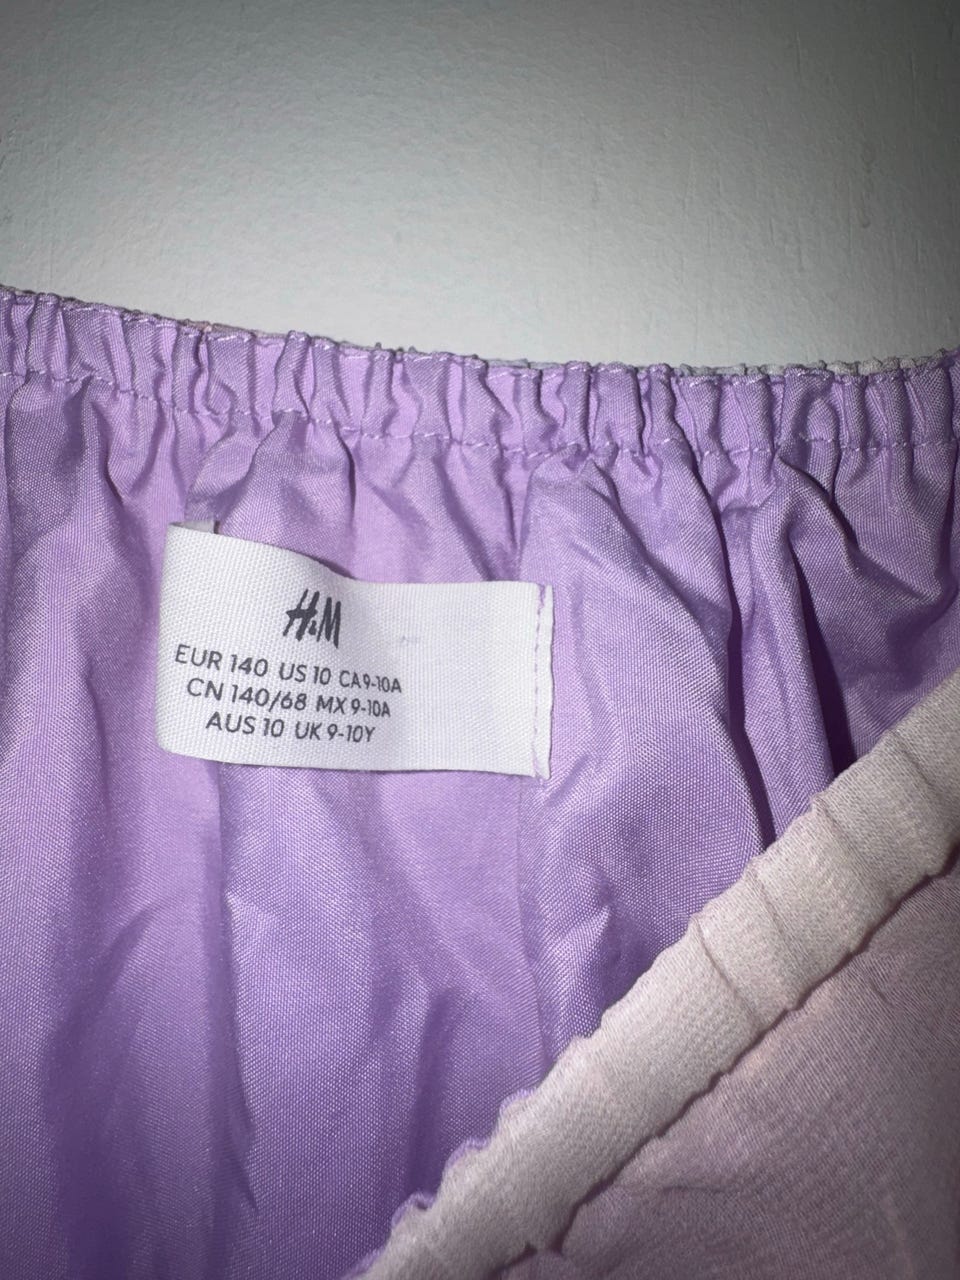 H&M
EUR 140 US 10 CA 9-10A
CN 140/68 MX 9-10A
AUS 10 UK 9-10Y